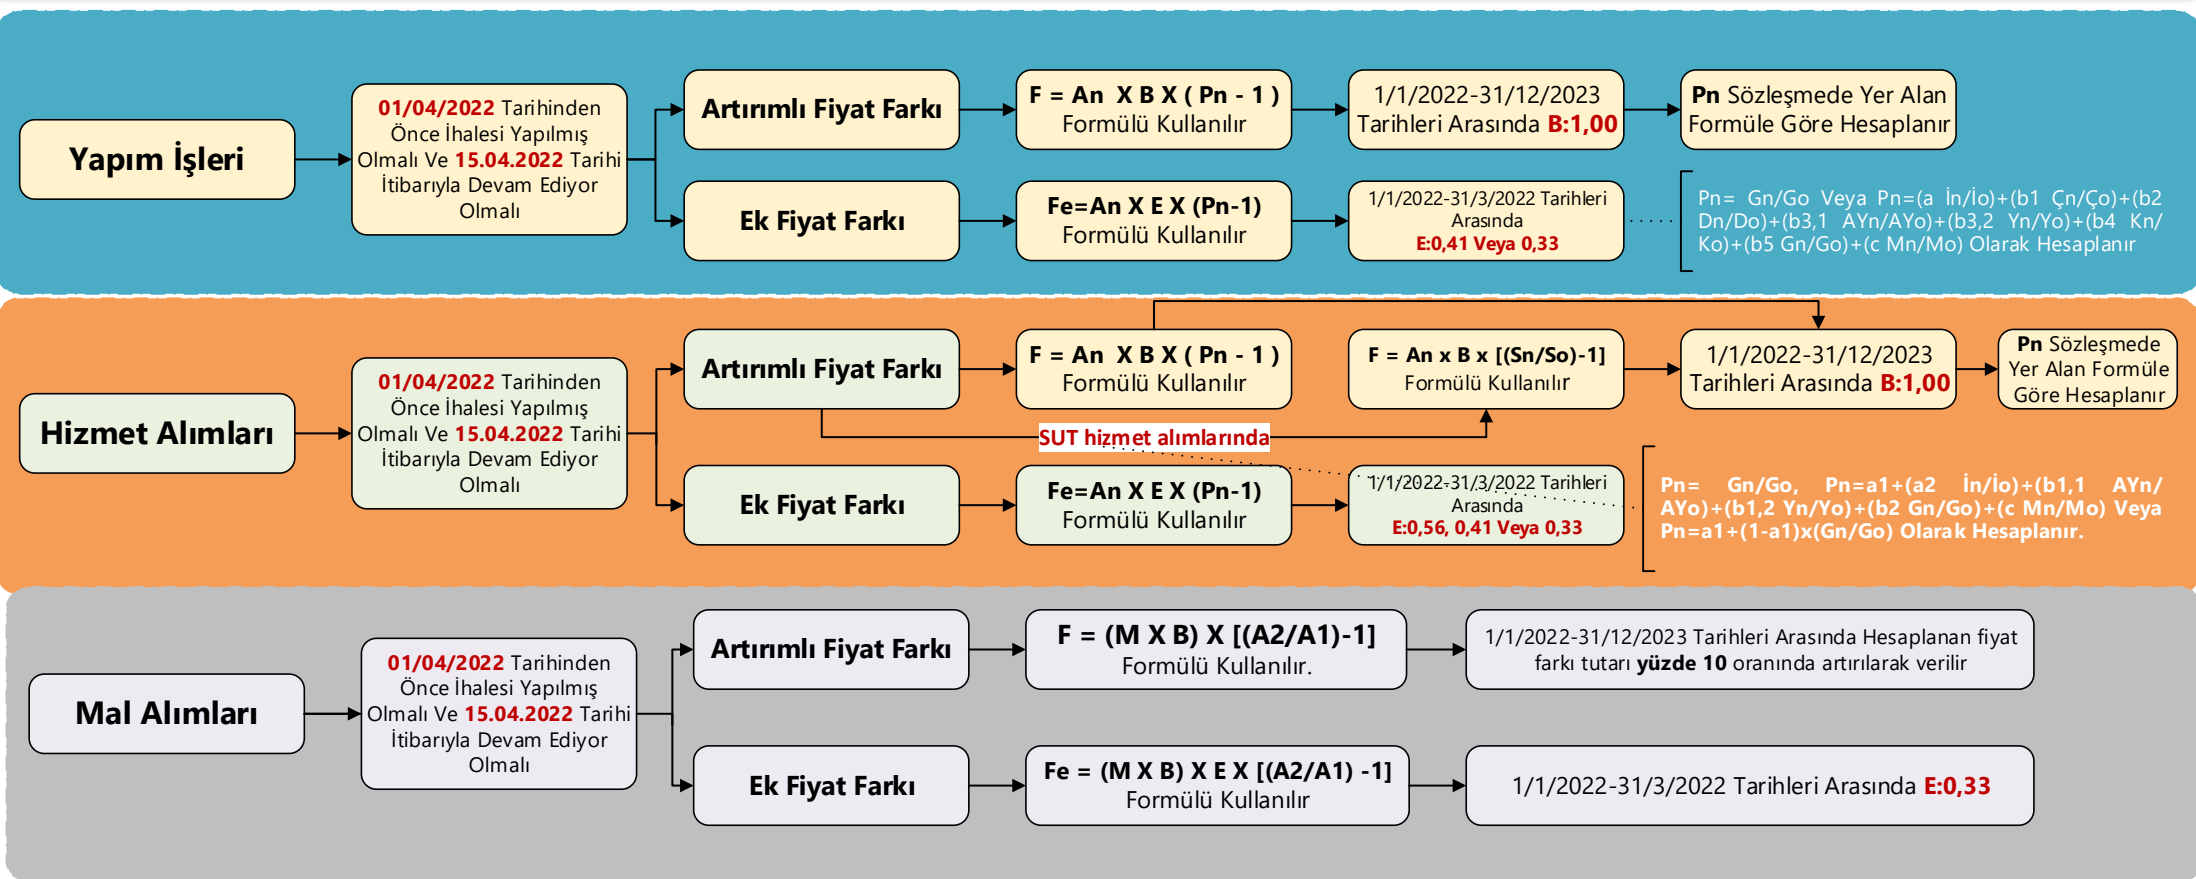 Yapım İşleri
01/04/2022 Tarihinden
Önce İhalesi Yapılmış
Olmalı Ve 15.04.2022 Tarihi
İtibarıyla Devam Ediyor
Olmalı
Artırımlı Fiyat Farkı
F = An X B X ( Pn - 1 )
Formülü Kullanılır
1/1/2022-31/12/2023
Tarihleri Arasında B:1,00
Pn Sözleşmede Yer Alan
Formüle Göre Hesaplanır
Ek Fiyat Farkı
Fe=An X E X (Pn-1)
Formülü Kullanılır
1/1/2022-31/3/2022 Tarihleri
Arasında
E:0,41 Veya 0,33
Pn= Gn/Go Veya Pn=(a İn/İo)+(b1 Çn/Ço)+(b2
Dn/Do)+(b3,1 AYn/AYo)+(b3,2 Yn/Yo)+(b4 Kn/
Ko)+(b5 Gn/Go)+(c Mn/Mo) Olarak Hesaplanır
Hizmet Alımları
01/04/2022 Tarihinden
Önce İhalesi Yapılmış
Olmalı Ve 15.04.2022 Tarihi
İtibarıyla Devam Ediyor
Olmalı
Artırımlı Fiyat Farkı
F = An X B X ( Pn - 1 )
Formülü Kullanılır
F = An x B x [(Sn/So)-1]
Formülü Kullanılır
1/1/2022-31/12/2023
Tarihleri Arasında B:1,00
Pn Sözleşmede
Yer Alan Formüle
Göre Hesaplanır
SUT hizmet alımlarında
Ek Fiyat Farkı
Fe=An X E X (Pn-1)
Formülü Kullanılır
1/1/2022-31/3/2022 Tarihleri
Arasında
E:0,56, 0,41 Veya 0,33
Pn= Gn/Go, Pn=a1+(a2 İn/İo)+(b1,1 AYn/
AYo)+(b1,2 Yn/Yo)+(b2 Gn/Go)+(c Mn/Mo) Veya
Pn=a1+(1-a1)x(Gn/Go) Olarak Hesaplanır.
Mal Alımları
01/04/2022 Tarihinden
Önce İhalesi Yapılmış
Olmalı Ve 15.04.2022 Tarihi
İtibarıyla Devam Ediyor
Olmalı
Artırımlı Fiyat Farkı
F = (M X B) X [(A2/A1)-1]
Formülü Kullanılır.
1/1/2022-31/12/2023 Tarihleri Arasında Hesaplanan fiyat
farkı tutarı yüzde 10 oranında artırılarak verilir
Ek Fiyat Farkı
Fe = (M X B) X E X [(A2/A1) -1]
Formülü Kullanılır
1/1/2022-31/3/2022 Tarihleri Arasında E:0,33